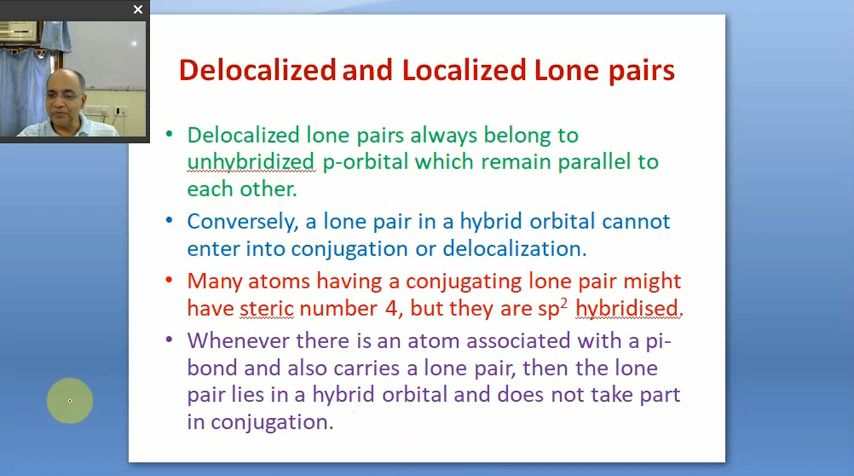 Delocalized and Localized Lone pairs
• Delocalized lone pairs always belong to
unhybridized p-orbital which remain parallel to
each other.
• Conversely, a lone pair in a hybrid orbital cannot
enter into conjugation or delocalization.
• Many atoms having a conjugating lone pair might
have steric number 4, but they are sp² hybridised.
• Whenever there is an atom associated with a pi-
bond and also carries a lone pair, then the lone
pair lies in a hybrid orbital and does not take part
in conjugation.